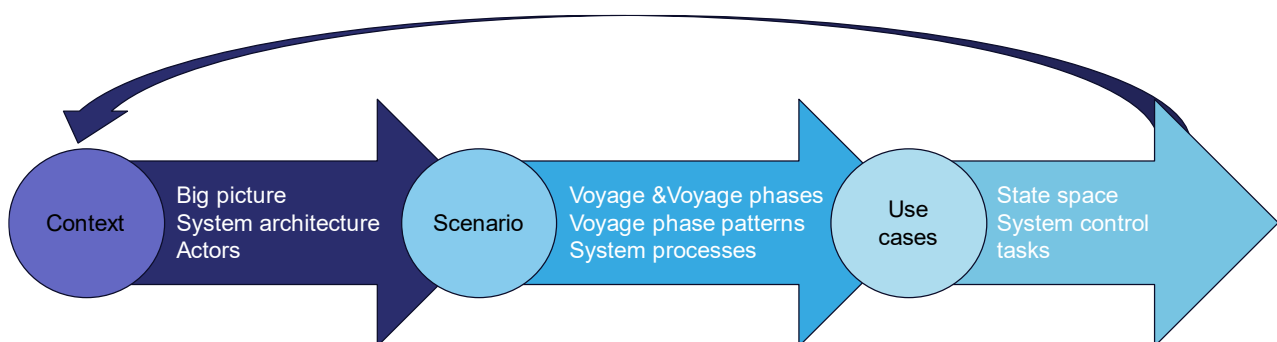 Context
Big picture
System architecture
Actors
Scenario
Voyage &Voyage phases
Voyage phase patterns
System processes
Use
cases
State space
System control
tasks